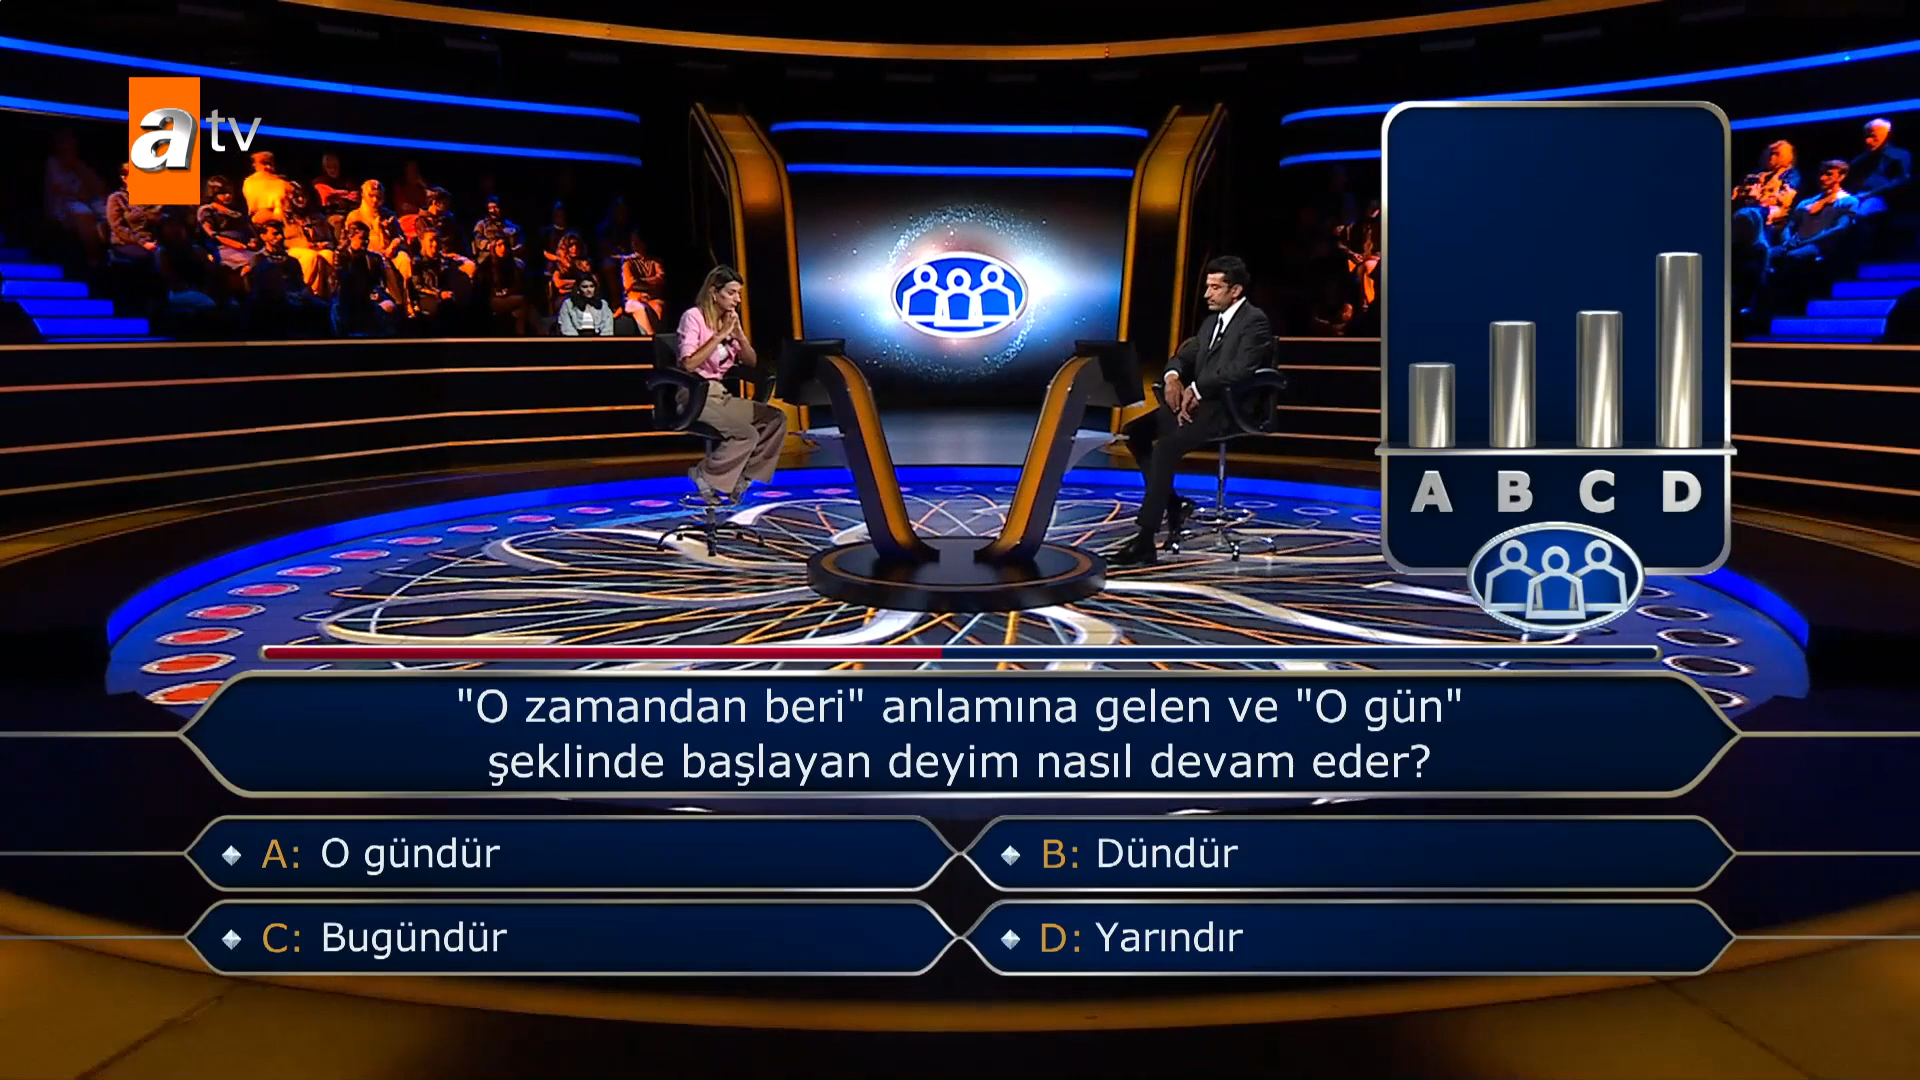 atv
A B C D
"O zamandan beri" anlamına gelen ve "O gün"
şeklinde başlayan deyim nasıl devam eder?
A: O gündür
B: Dündür
C: Bugündür
D: Yarındır